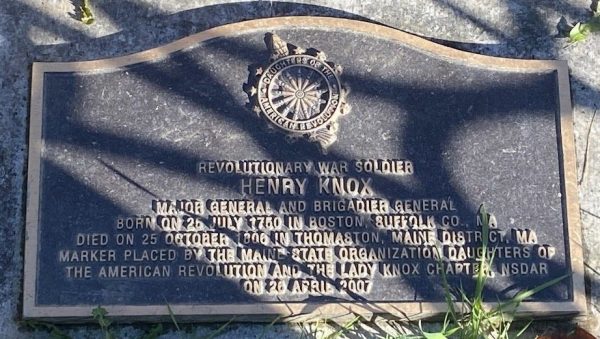 DAUGHTERS OF THE
AMERICAN REVOLUTION
REVOLUTIONARY WAR SOLDIER
HENRY KNOX
MAJOR GENERAL AND BRIGADIER GENERAL
BORN ON 25 JULY 1750 IN BOSTON, SUFFOLK CO., MA
DIED ON 25 OCTOBER 1806 IN THOMASTON, MAINE DISTRICT, MA
MARKER PLACED BY THE MAINE STATE ORGANIZATION DAUGHTERS OF
THE AMERICAN REVOLUTION AND THE LADY KNOX CHAPTER, NSDAR
ON 28 APRIL 2007